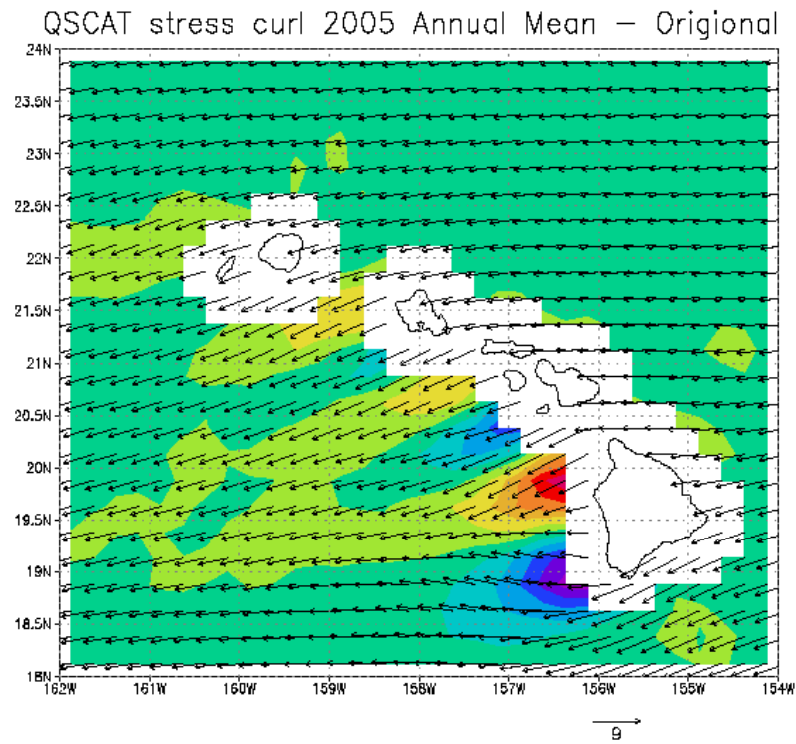 QSCAT stress curl 2005 Annual Mean – Origional
24N
23.5N
23N
22.5N
22N
21.5N
21N
20.5N
20N
19.5N
19N
18.5N
18N
162W 161W 160W 159W 158W 157W 156W 155W 154W
9